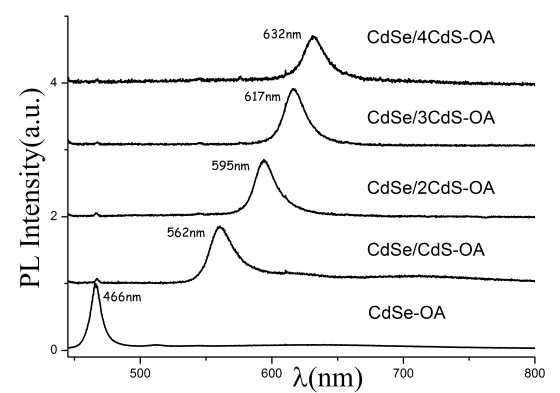 632nm CdSe/4CdS-OA
4
617nm CdSe/3CdS-OA
595nm CdSe/2CdS-OA
2
562nm CdSe/CdS-OA
466nm CdSe-OA
0
PL Intensity(a.u.)
500 600 700 800
λ(nm)